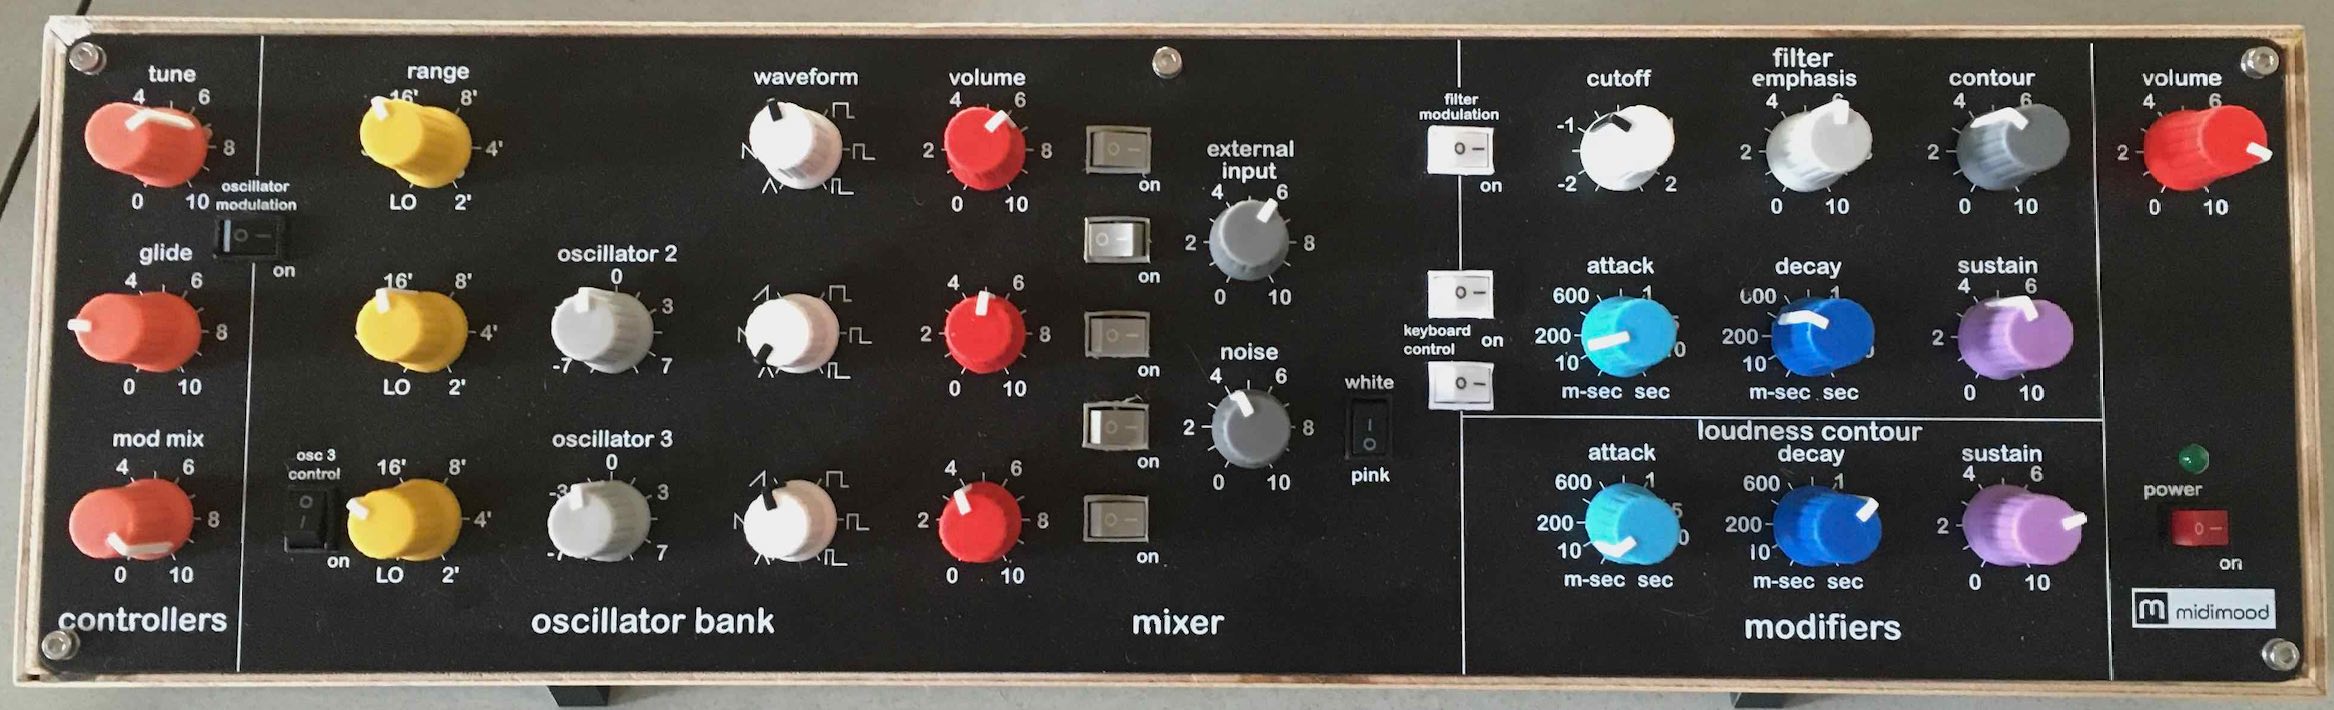 tune
4 6
8
0 10
oscillator
modulation
on
glide
4 6
8
0 10
mod mix
4 6
8
0 10
controllers
range
16' 8'
4'
LO 2'
16' 8'
4'
LO 2'
osc 3
control
on
16' 8'
4'
LO 2'
oscillator 2
0
3
-7 7
oscillator 3
0
-3 3
-7 7
oscillator bank
waveform
volume
4 6
2 8
0 10
4 6
2 8
0 10
4 6
2 8
0 10
on
on
on
on
on
external
input
4 6
2 8
0 10
noise
4 6
2 8
0 10
white
pink
mixer
filter
modulation
on
keyboard
control
on
filter
cutoff emphasis contour
-1
-2 2
4
2
0 10
6
2
0 10
attack decay sustain
600 1
200
10
m-sec sec
600 1
200
10
m-sec sec
4 6
2
0 10
loudness contour
attack decay sustain
600 1
200
10
m-sec sec
600 1
200
10
m-sec sec
4 6
2
0 10
modifiers
volume
4 6
2
0 10
power
on
m midimood